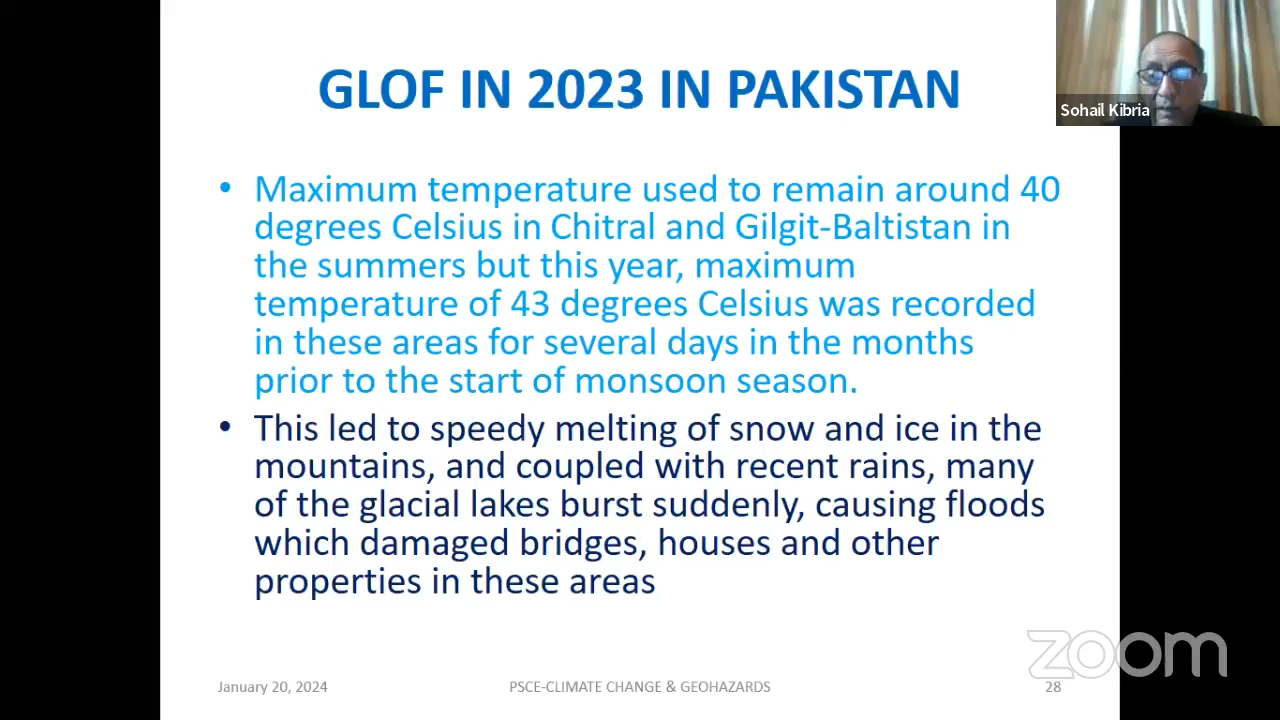 GLOF IN 2023 IN PAKISTAN
Sohail Kibria
• Maximum temperature used to remain around 40
degrees Celsius in Chitral and Gilgit-Baltistan in
the summers but this year, maximum
temperature of 43 degrees Celsius was recorded
in these areas for several days in the months
prior to the start of monsoon season.
• This led to speedy melting of snow and ice in the
mountains, and coupled with recent rains, many
of the glacial lakes burst suddenly, causing floods
which damaged bridges, houses and other
properties in these areas
zoom
January 20, 2024
PSCE-CLIMATE CHANGE & GEOHAZARDS
28